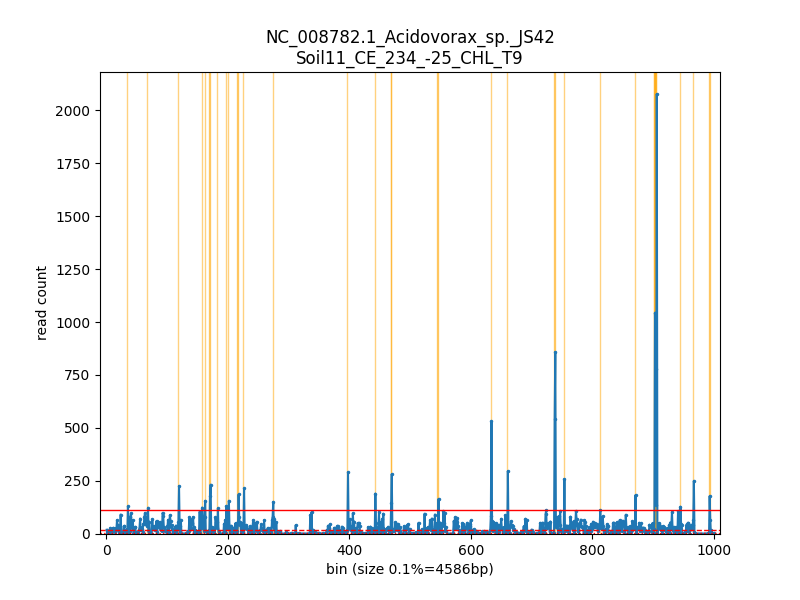 NC_008782.1_Acidovorax_sp._JS42
Soil11_CE_234_-25_CHL_T9
2000
1750
1500
1250
1000
750
500
250
0
read count
0 200 400 600 800 1000
bin (size 0.1%=4586bp)